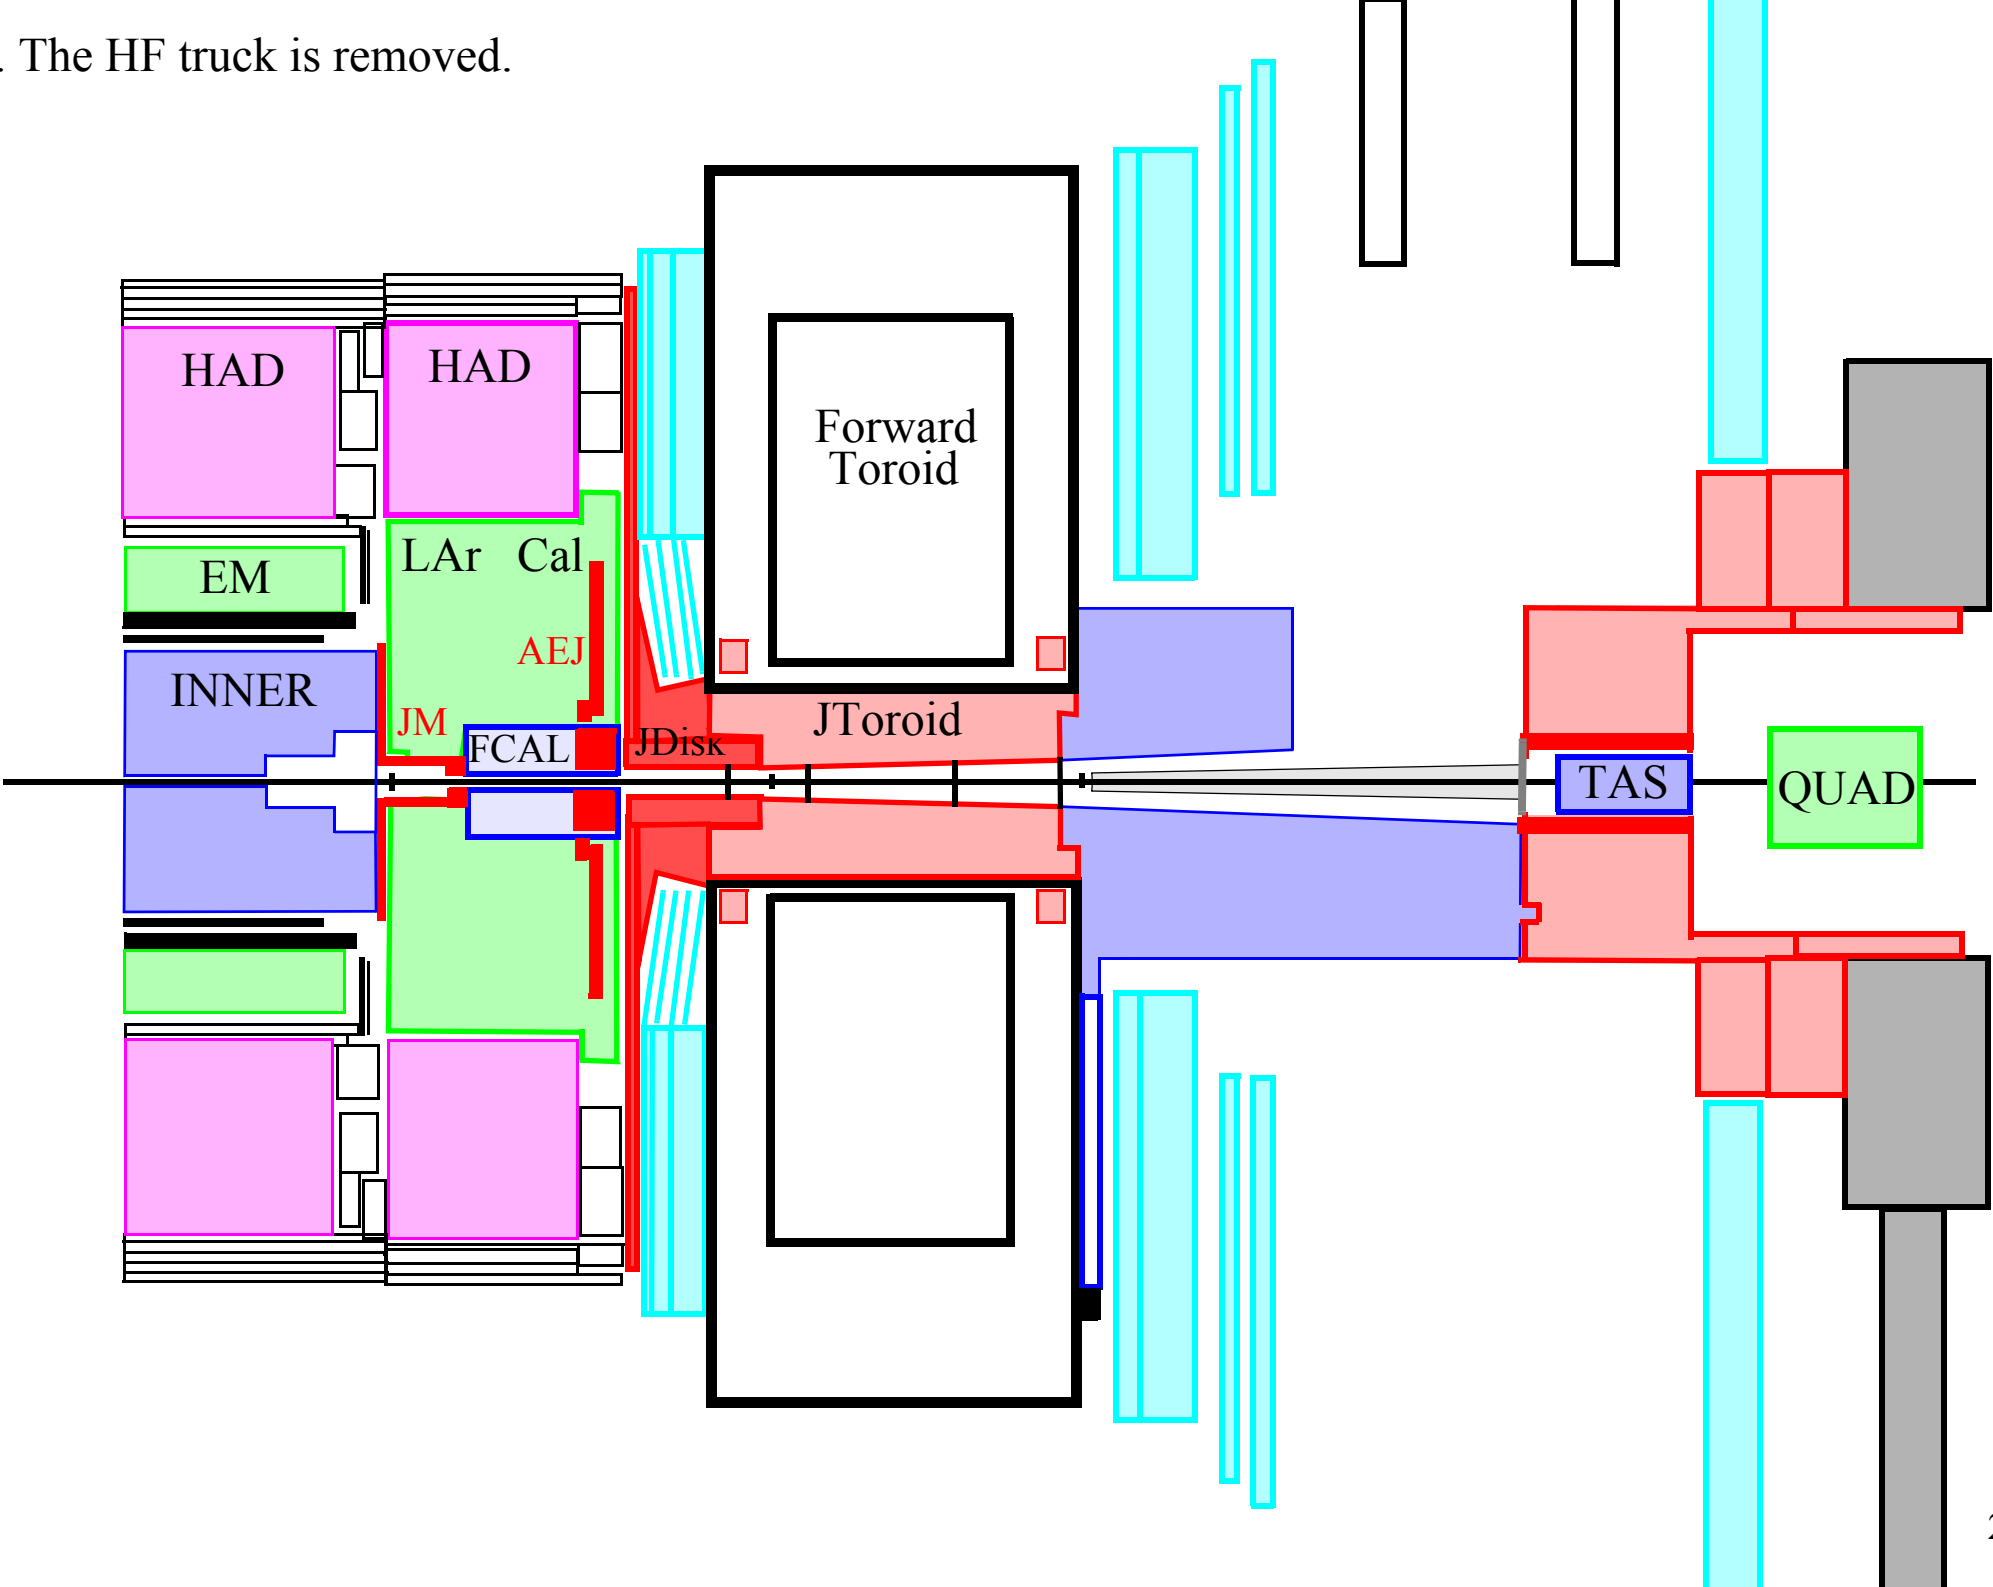 . The HF truck is removed.
HAD
HAD
Forward
Toroid
LAr Cal
EM
AEJ
INNER
JM
JToroid
FCAL
JDisk
TAS
QUAD